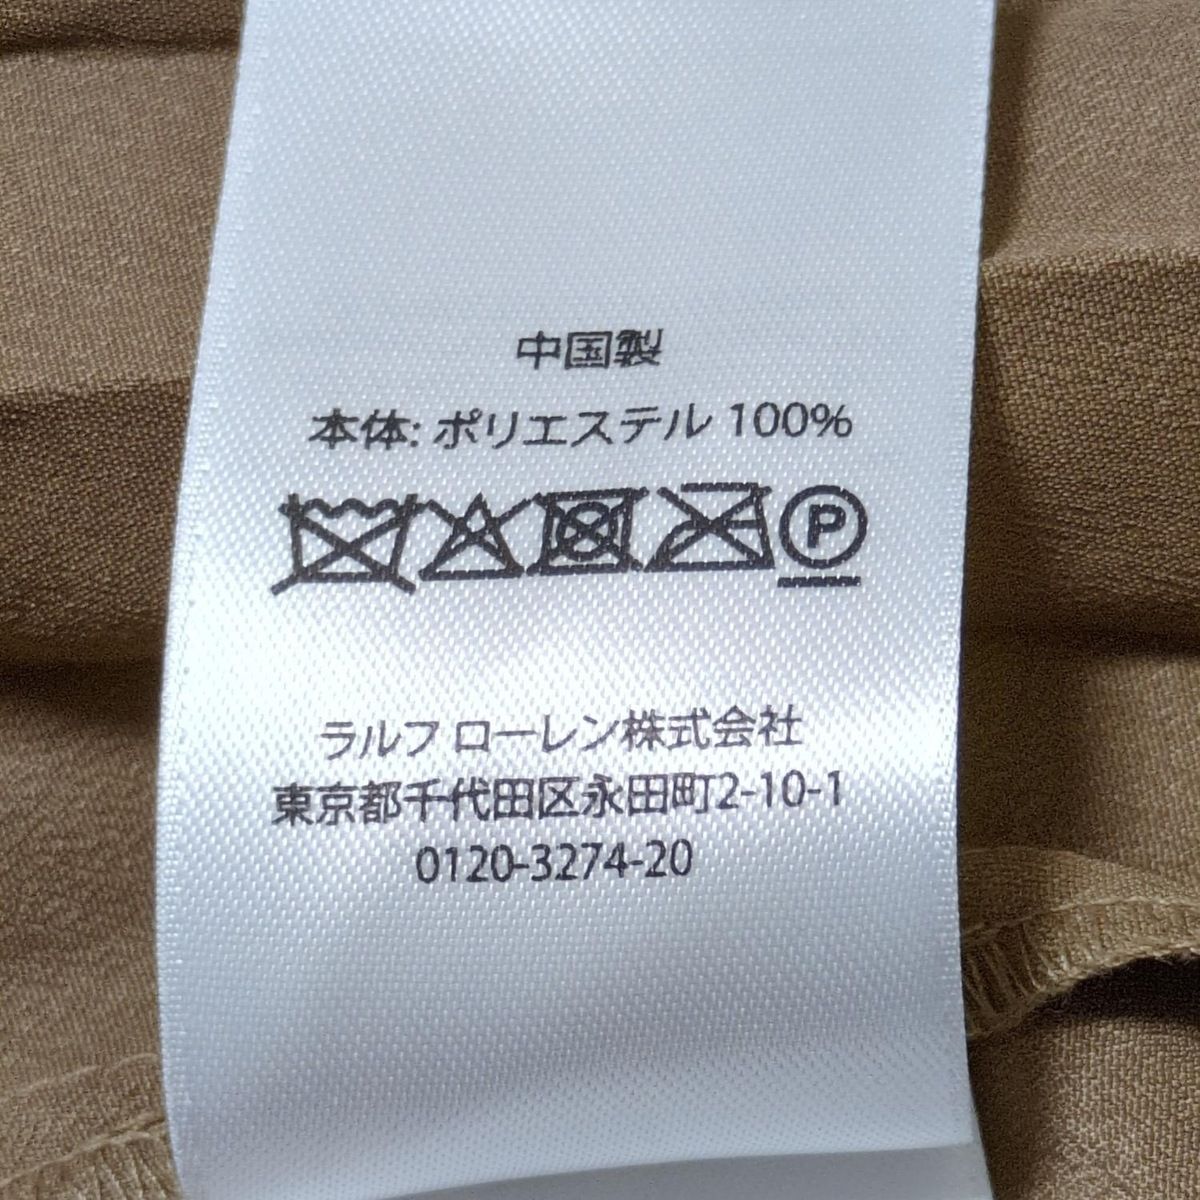 中国製
本体: ポリエステル 100%
P
ラルフ ローレン株式会社
東京都千代田区永田町2-10-1
0120-3274-20